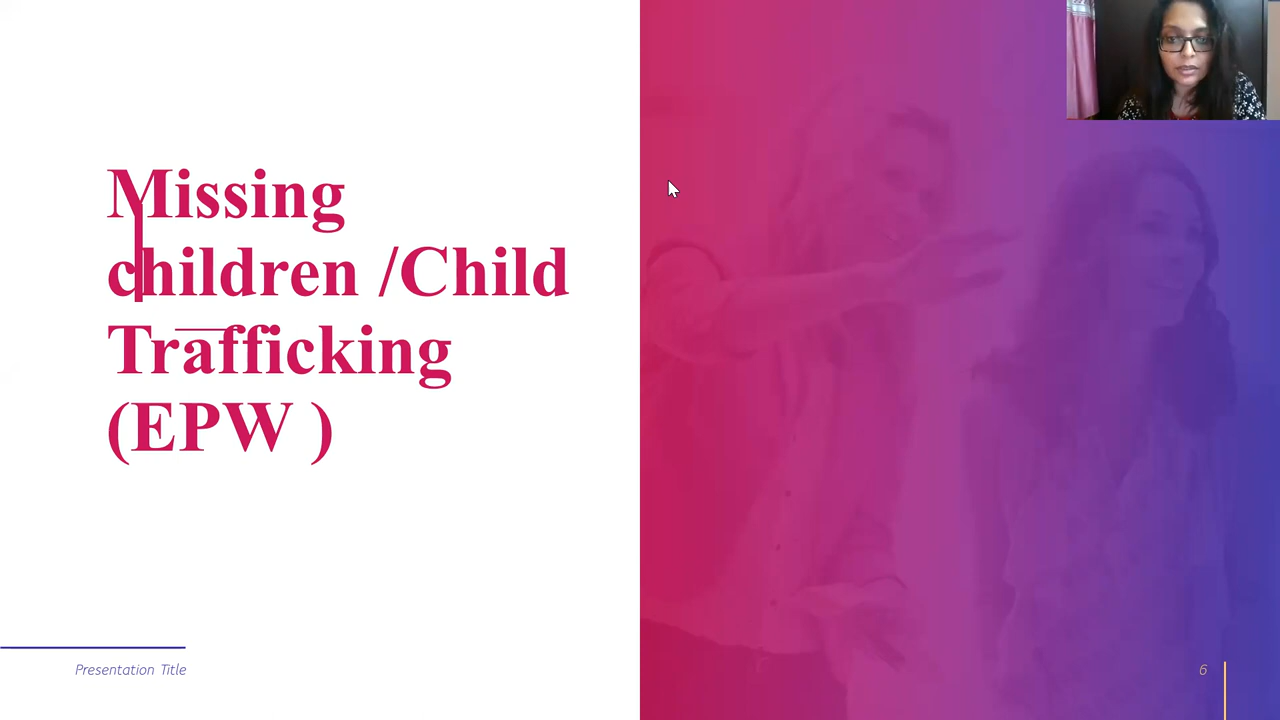 Missing
children /Child
Trafficking
(EPW )
Presentation Title
6